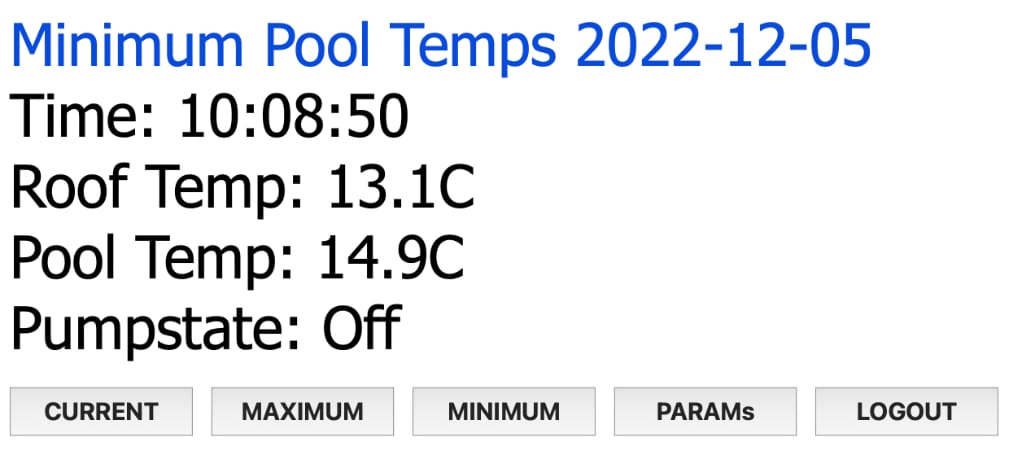 Minimum Pool Temps 2022-12-05
Time: 10:08:50
Roof Temp: 13.1C
Pool Temp: 14.9C
Pumpstate: Off
CURRENT MAXIMUM MINIMUM PARAMs LOGOUT